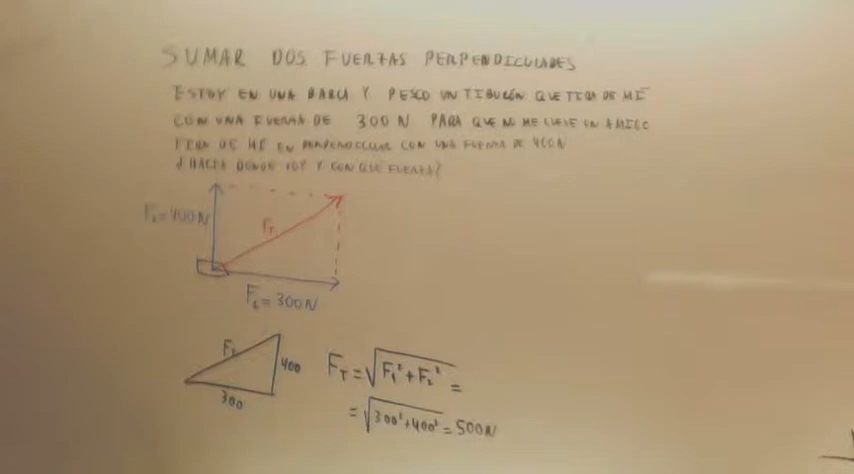 SUMAR DOS FUERZAS PERPENDICULARES
ESTOY EN UNA BARCA Y PESCO UN TIBURÓN QUE TIRA DE MÍ
CON UNA FUERZA DE 300 N PARA QUE NO ME LLEVE UN AMIGO
TIRA DE MÍ EN PERPENDICULAR CON UNA FUERZA DE 400N
¿HACIA DONDE VOY Y CON QUÉ FUERZA?
= 400N
F_T
= 300N
F_T
400
300
F_T = √F₁² + F₂² =
= √300² + 400² = 500N